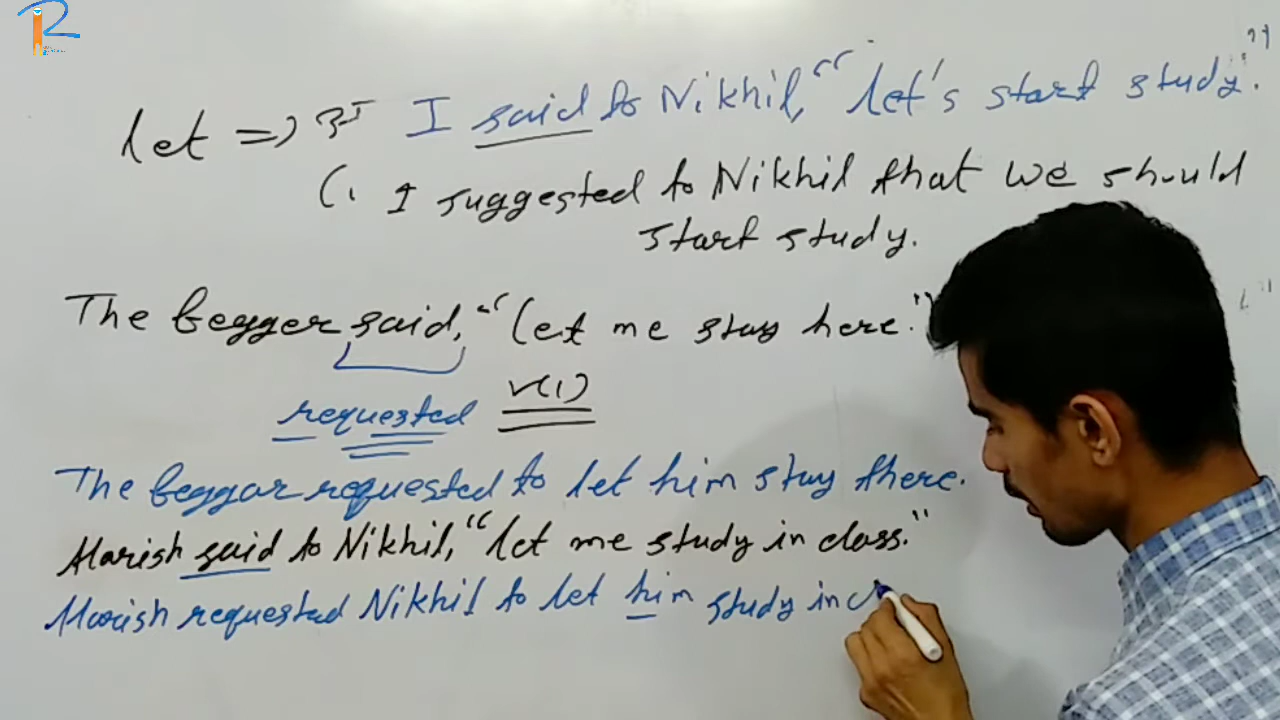 let => I said to Nikhil, "let's start study."
I suggested to Nikhil that we should
start study.
The begger said, "let me stay here."
requested V(1)
The beggar requested to let him stay there.
Harish said to Nikhil, "let me study in class."
Harish requested Nikhil to let him study in c